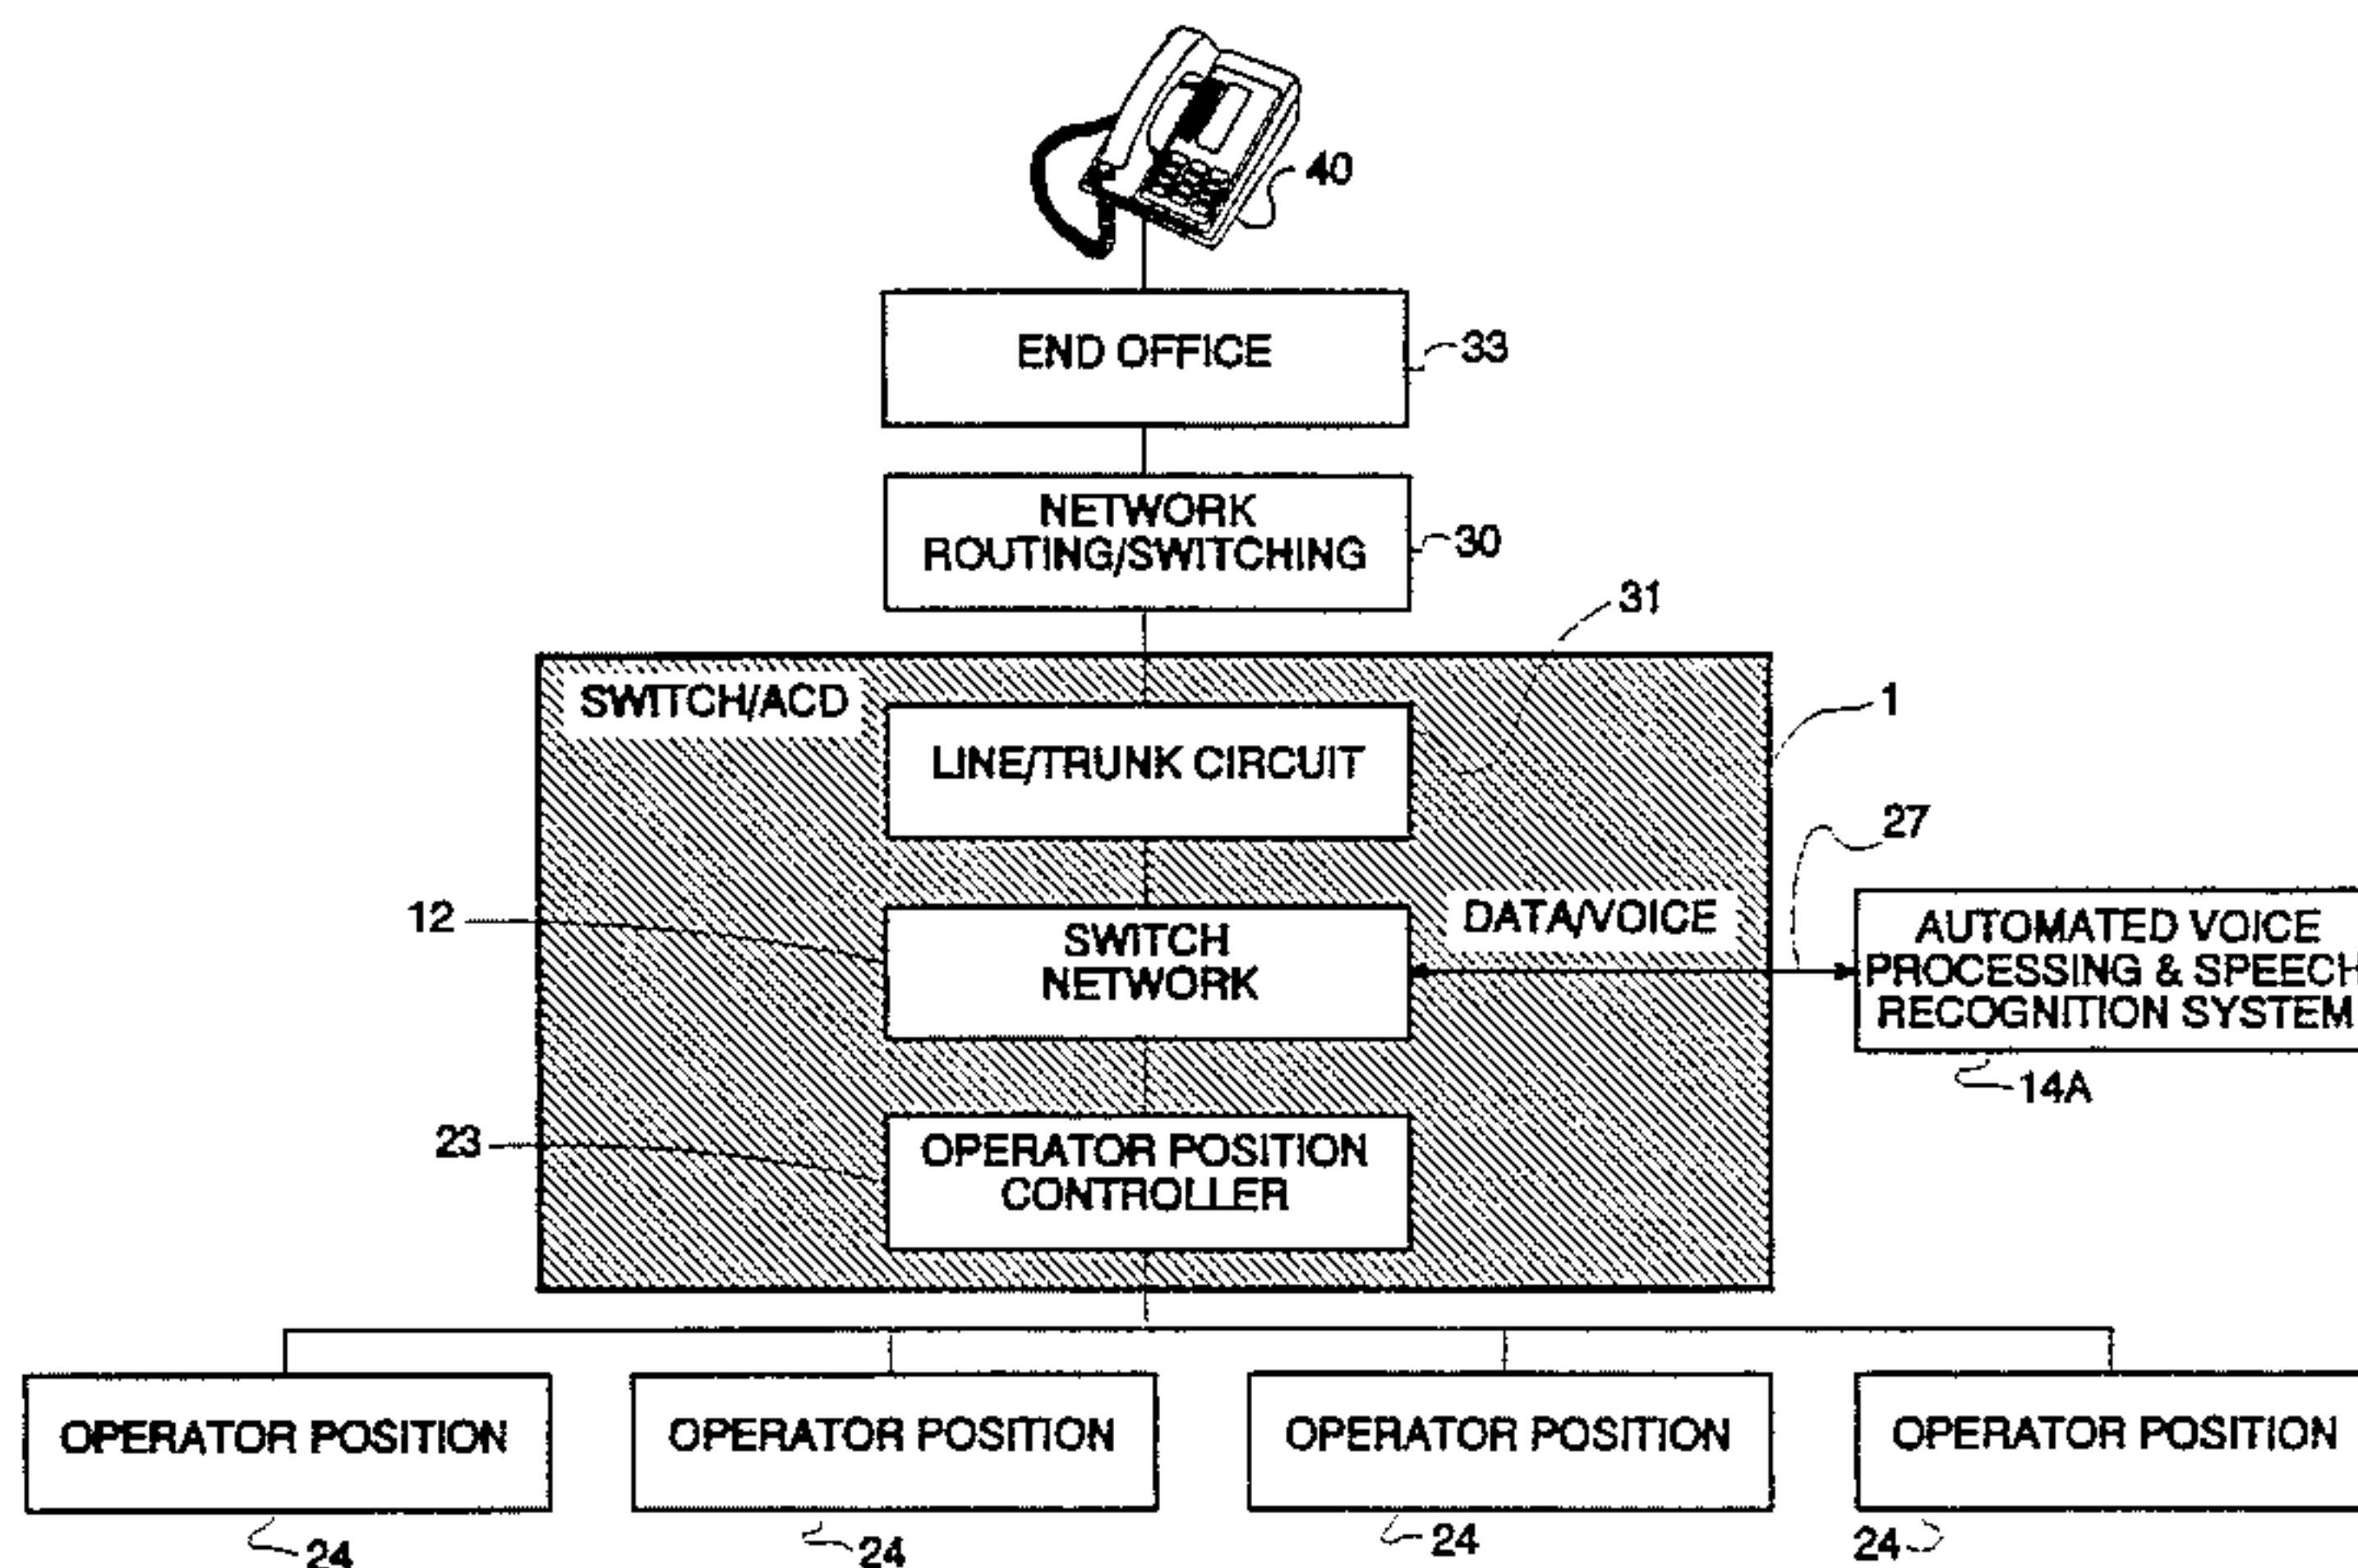 40
END OFFICE
33
NETWORK
ROUTING/SWITCHING
30
31
SWITCH/ACD
1
LINE/TRUNK CIRCUIT
27
12
SWITCH
NETWORK
DATA/VOICE
AUTOMATED VOICE
PROCESSING & SPEECH
RECOGNITION SYSTEM
14A
23
OPERATOR POSITION
CONTROLLER
OPERATOR POSITION
OPERATOR POSITION
OPERATOR POSITION
OPERATOR POSITION
24
24
24
24